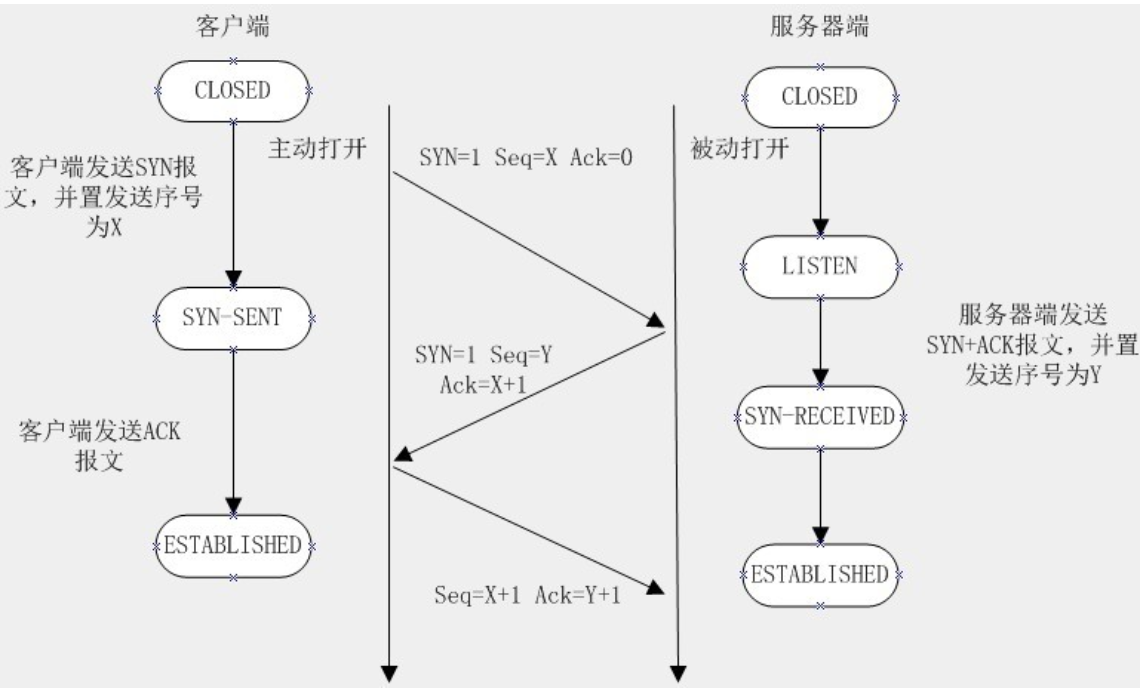 客户端
服务器端
CLOSED
CLOSED
主动打开
被动打开
SYN=1 Seq=X Ack=0
客户端发送SYN报
文，并置发送序号
为X
LISTEN
SYN-SENT
服务器端发送
SYN+ACK报文，并置
发送序号为Y
SYN=1 Seq=Y
Ack=X+1
SYN-RECEIVED
客户端发送ACK
报文
ESTABLISHED
ESTABLISHED
Seq=X+1 Ack=Y+1